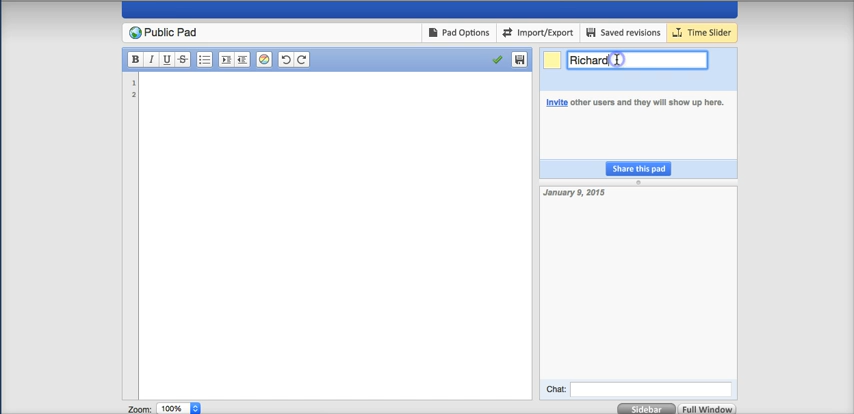 Public Pad
Pad Options Import/Export Saved revisions Time Slider
B I U S
Richard
1
2
Invite other users and they will show up here.
Share this pad
January 9, 2015
Chat:
Zoom: 100% Sidebar Full Window